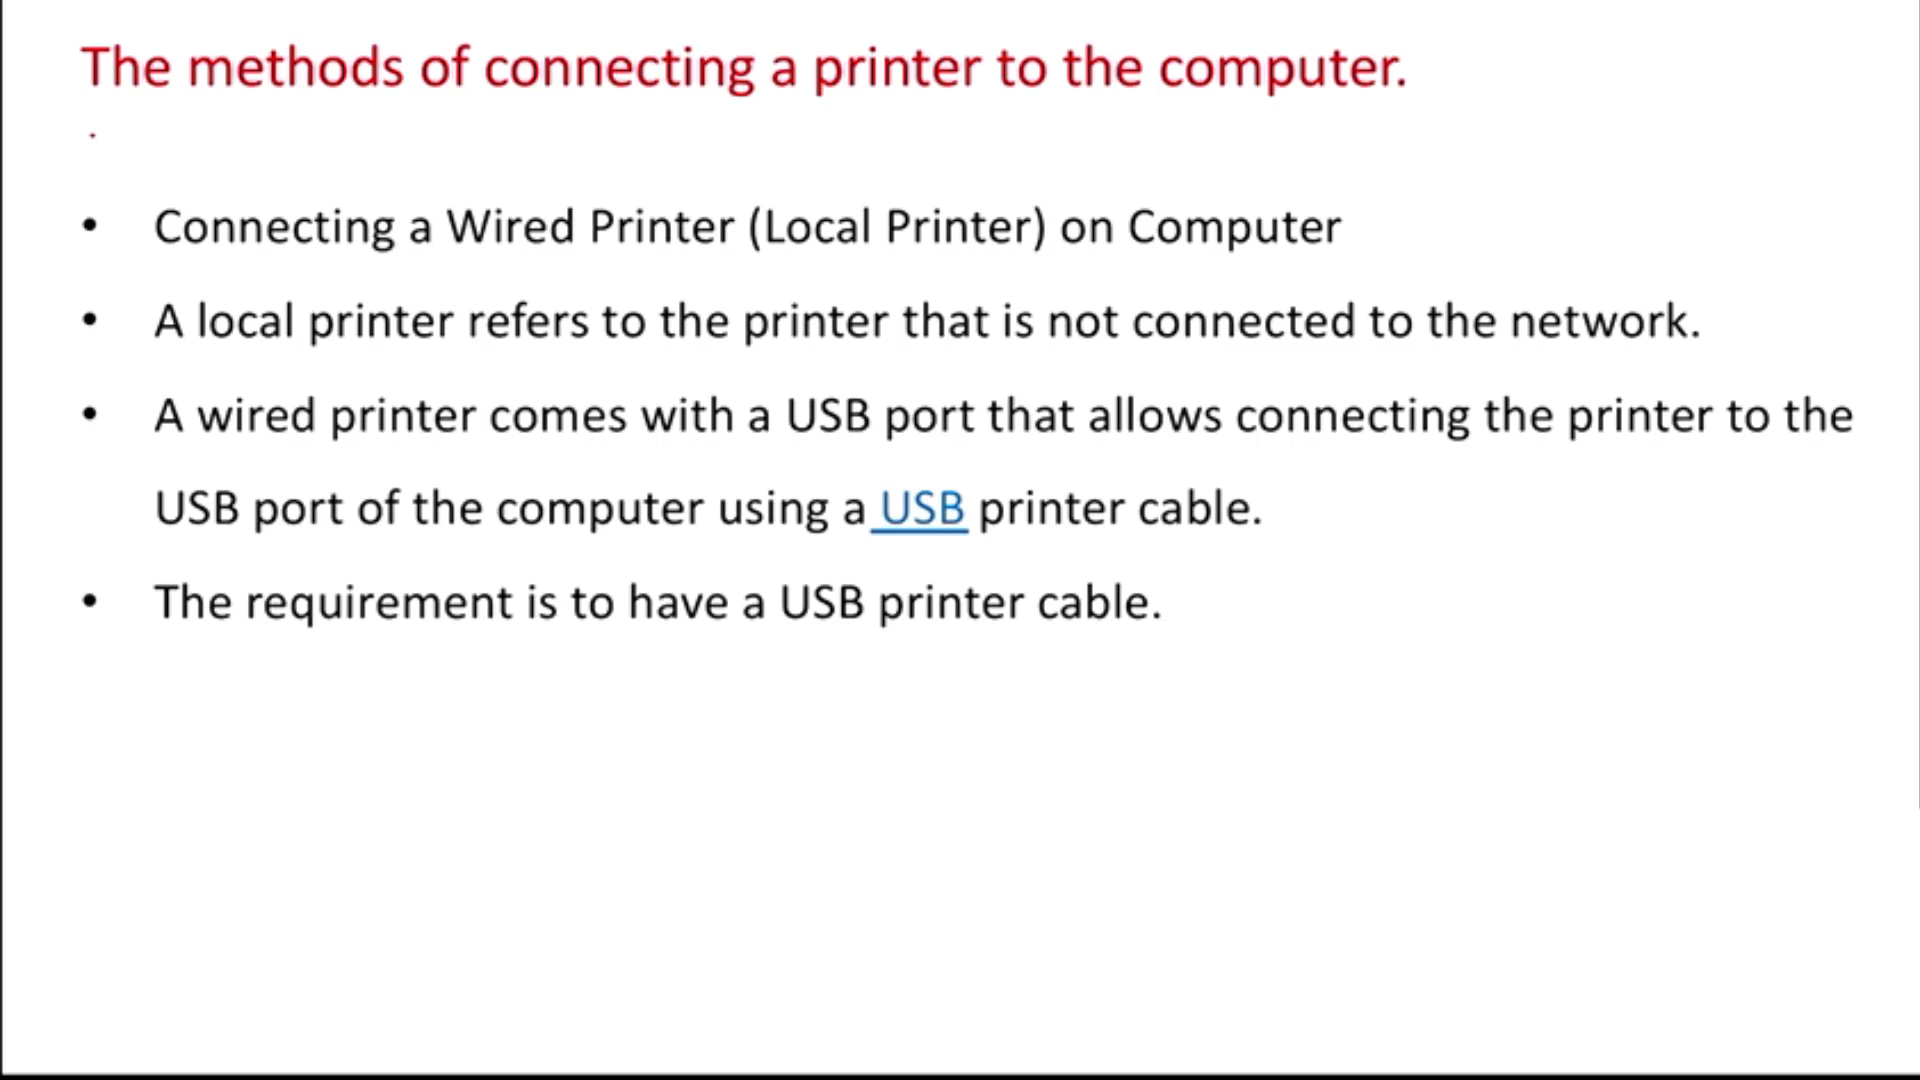 The methods of connecting a printer to the computer.
.
• Connecting a Wired Printer (Local Printer) on Computer
• A local printer refers to the printer that is not connected to the network.
• A wired printer comes with a USB port that allows connecting the printer to the
USB port of the computer using a USB printer cable.
• The requirement is to have a USB printer cable.